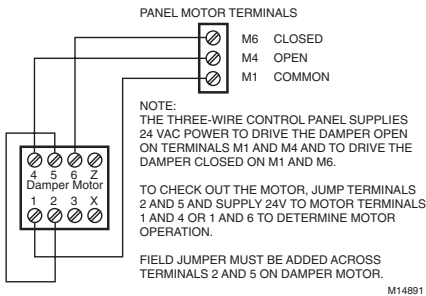 PANEL MOTOR TERMINALS
M6 CLOSED
M4 OPEN
M1 COMMON
NOTE:
THE THREE-WIRE CONTROL PANEL SUPPLIES
24 VAC POWER TO DRIVE THE DAMPER OPEN
ON TERMINALS M1 AND M4 AND TO DRIVE THE
DAMPER CLOSED ON M1 AND M6.
4 5 6 Z
Damper Motor
1 2 3 X
TO CHECK OUT THE MOTOR, JUMP TERMINALS
2 AND 5 AND SUPPLY 24V TO MOTOR TERMINALS
1 AND 4 OR 1 AND 6 TO DETERMINE MOTOR
OPERATION.
FIELD JUMPER MUST BE ADDED ACROSS
TERMINALS 2 AND 5 ON DAMPER MOTOR.
M14891